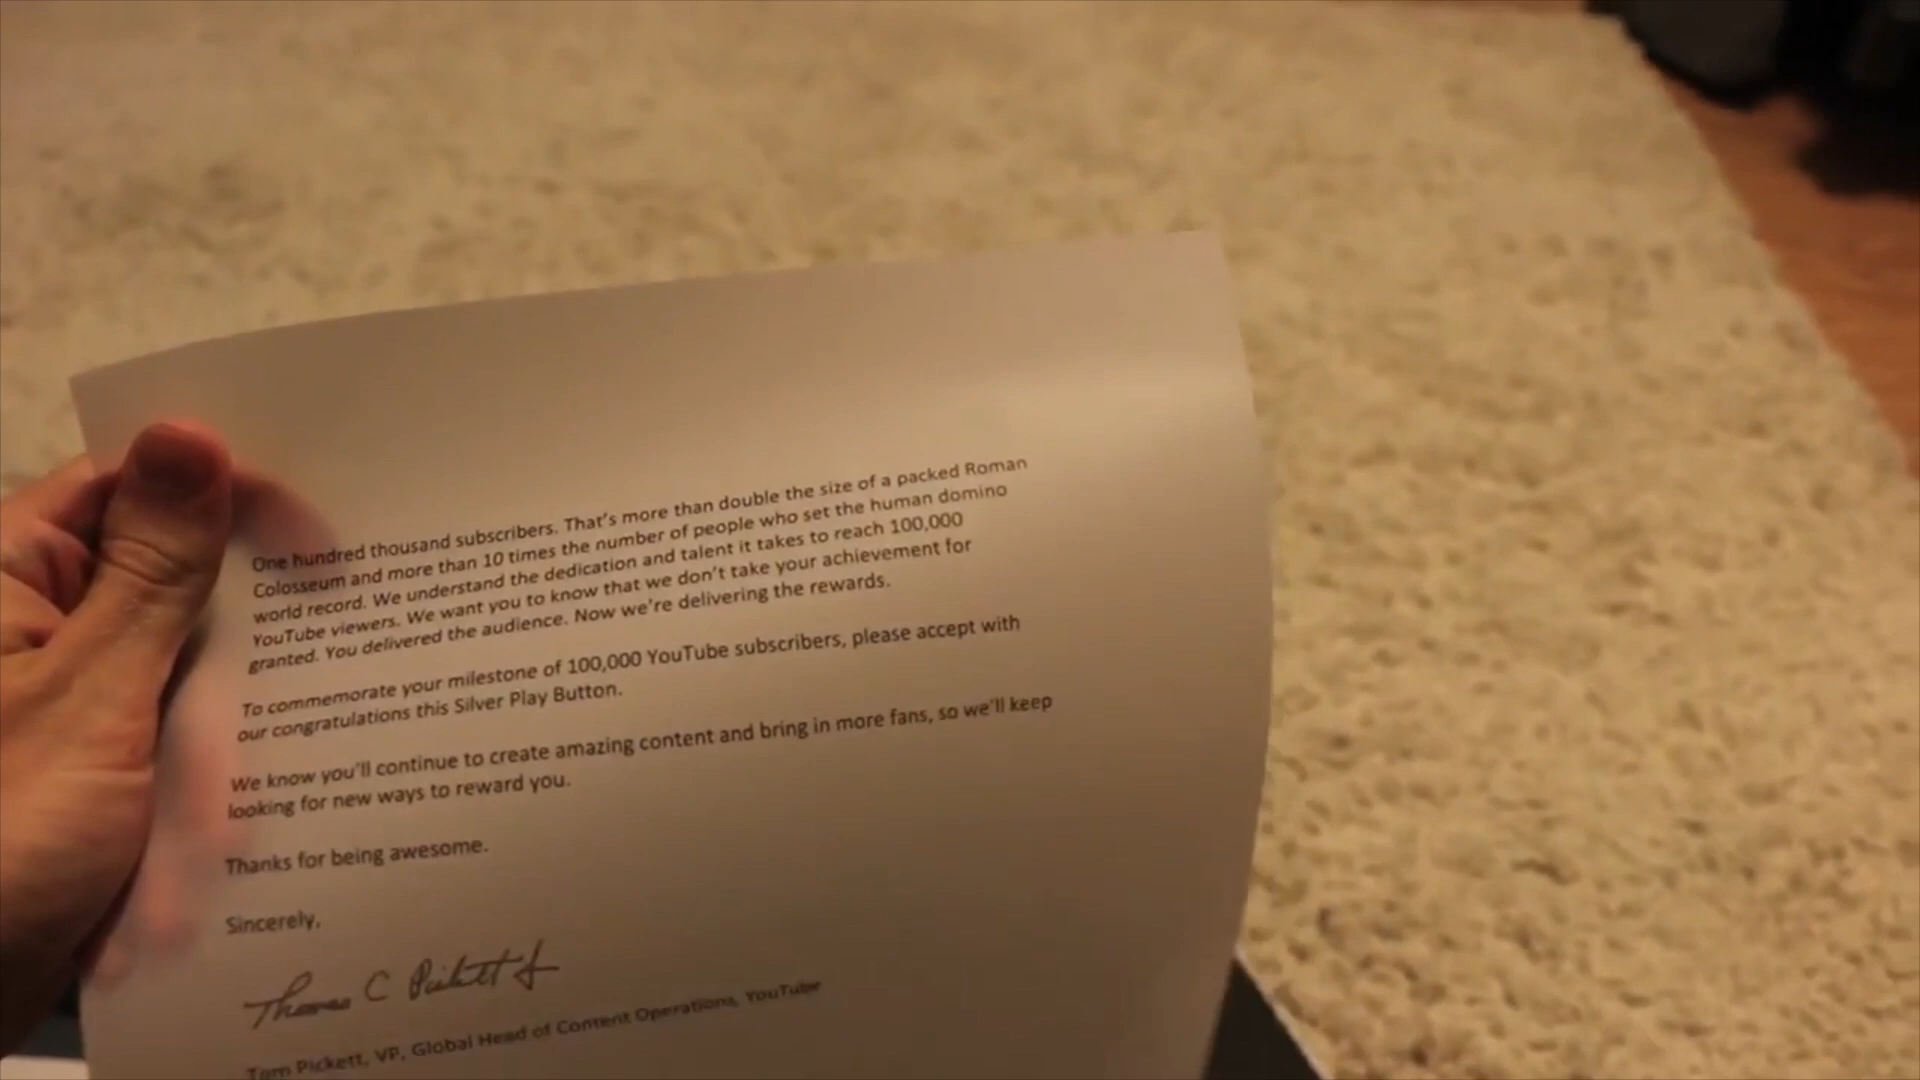 One hundred thousand subscribers. That's more than double the size of a packed Roman
Colosseum and more than 10 times the number of people who set the human domino
world record. We understand the dedication and talent it takes to reach 100,000
YouTube viewers. We want you to know that we don't take your achievement for
granted. You delivered the audience. Now we're delivering the rewards.
To commemorate your milestone of 100,000 YouTube subscribers, please accept with
our congratulations this Silver Play Button.
We know you'll continue to create amazing content and bring in more fans, so we'll keep
looking for new ways to reward you.
Thanks for being awesome.
Sincerely,
Thomas C Pickett Jr
Tom Pickett, VP, Global Head of Content Operations, YouTube